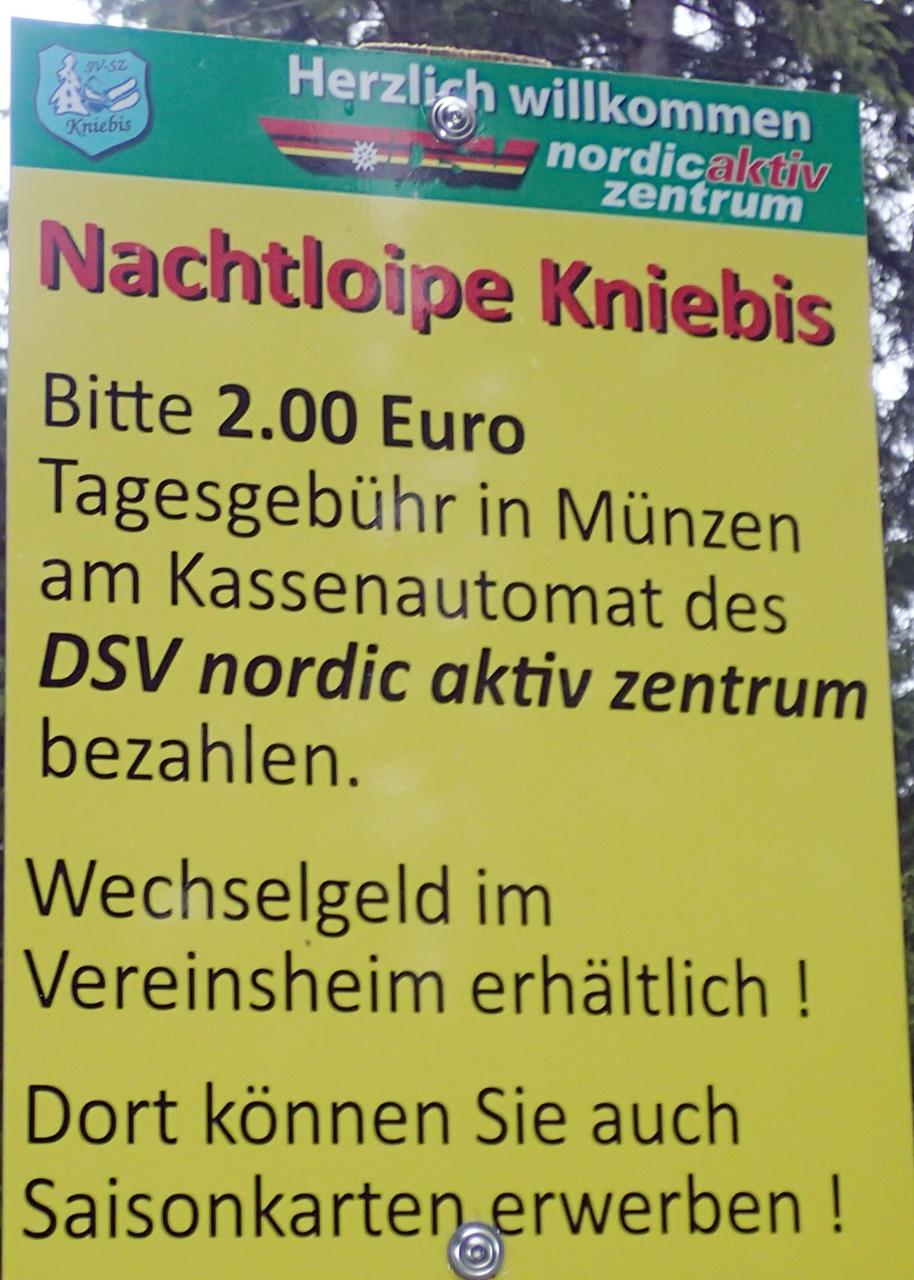 SV-SZ
Kniebis
Herzlich willkommen
DSV nordicaktiv
zentrum
Nachtloipe Kniebis
Bitte 2.00 Euro
Tagesgebühr in Münzen
am Kassenautomat des
DSV nordic aktiv zentrum
bezahlen.
Wechselgeld im
Vereinsheim erhältlich !
Dort können Sie auch
Saisonkarten erwerben !